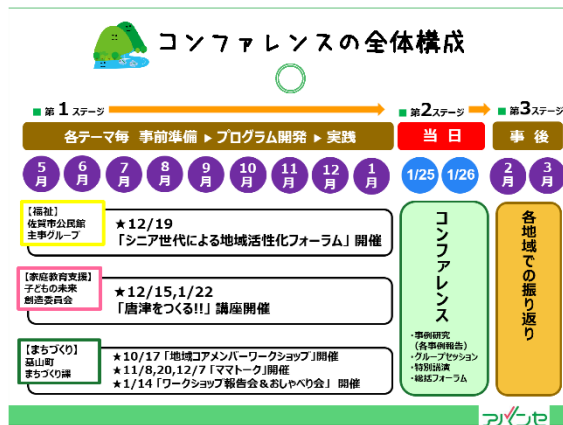 コンファレンスの全体構成
■ 第1ステージ
■ 第2ステージ
■ 第3ステージ
各テーマ毎 事前準備 ▶ プログラム開発 ▶ 実践
当日
事後
5月
6月
7月
8月
9月
10月
11月
12月
1月
1/25
1/26
2月
3月
【福祉】
佐賀市公民館
主事グループ
★12/19
「シニア世代による地域活性化フォーラム」開催
【家庭教育支援】
子どもの未来
創造委員会
★12/15,1/22
「唐津をつくる!!」講座開催
【まちづくり】
基山町
まちづくり課
★10/17「地域コアメンバーワークショップ」開催
★11/8,20,12/7「ママトーク」開催
★1/14「ワークショップ報告会&おしゃべり会」 開催
コンファレンス
・事例研究
(各事例報告)
・グループセッション
・特別講演
・総括フォーラム
各地域での振り返り
アバンセ